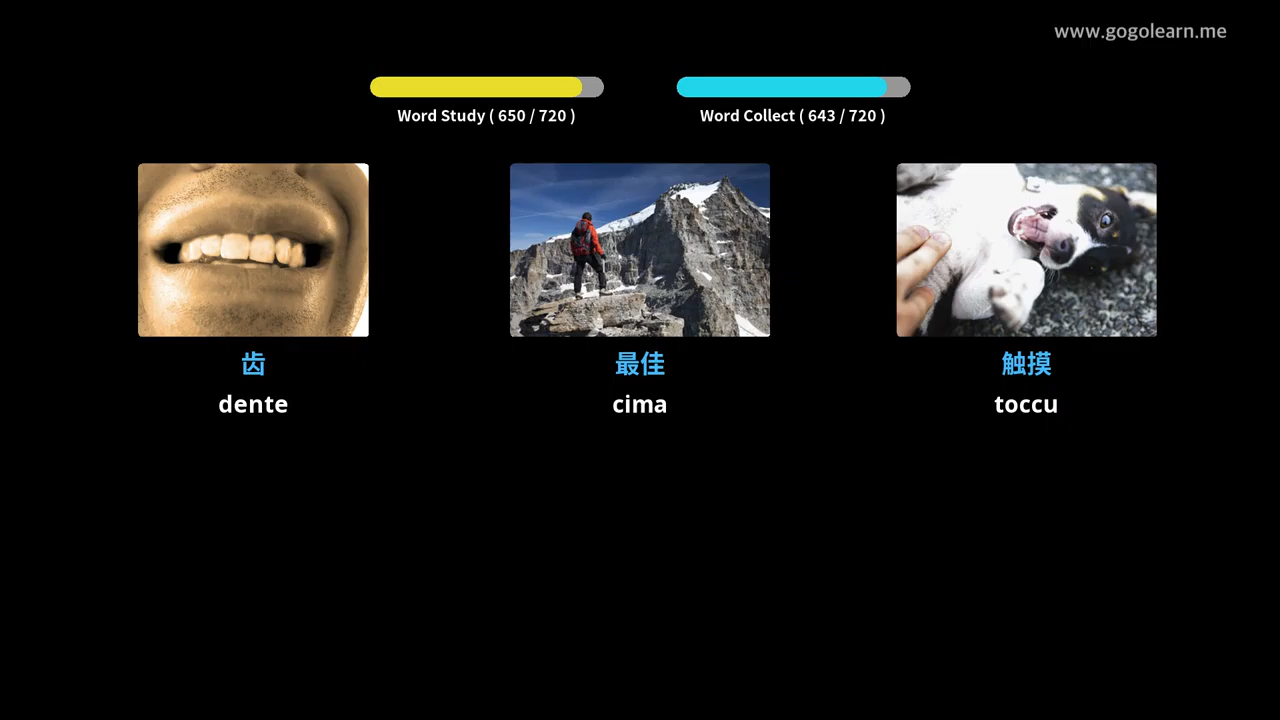 www.gogolearn.me
Word Study ( 650 / 720 )
Word Collect ( 643 / 720 )
齿
dente
最佳
cima
触摸
toccu